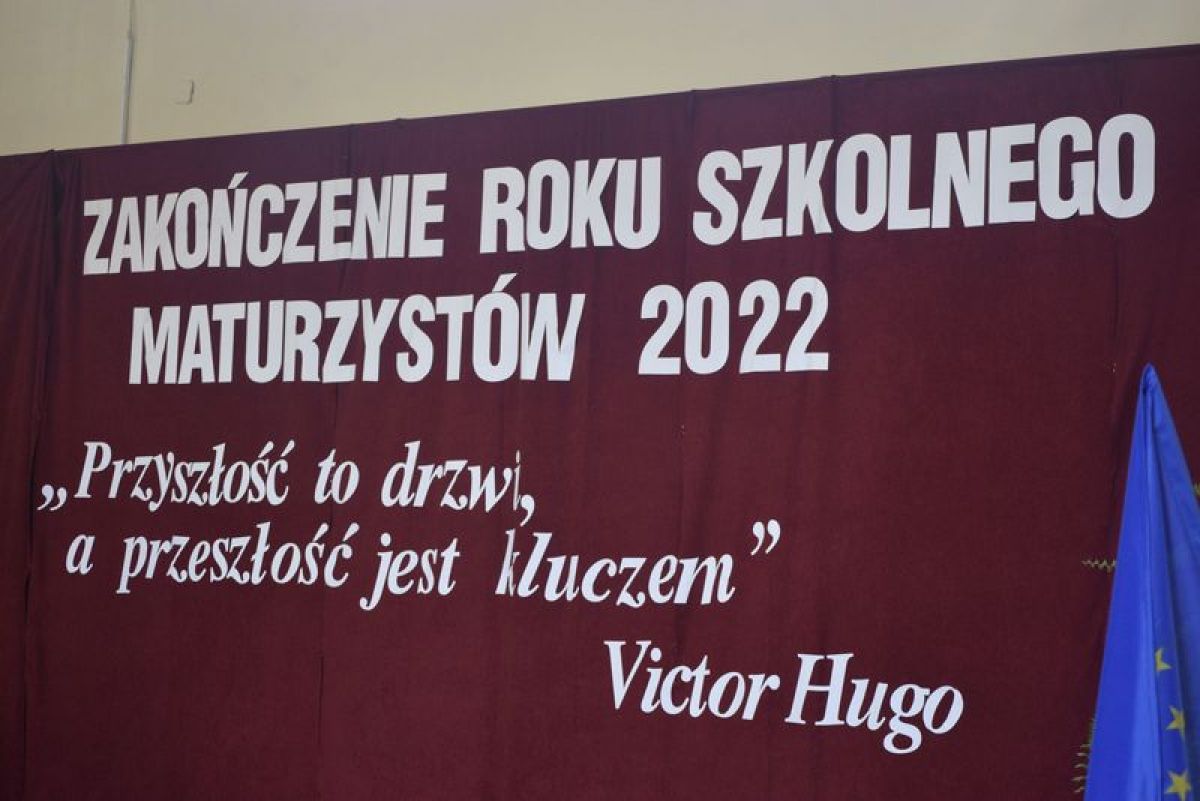 ZAKOŃCZENIE ROKU SZKOLNEGO
MATURZYSTÓW 2022
„Przyszłość to drzwi,
a przeszłość jest kluczem”
Victor Hugo